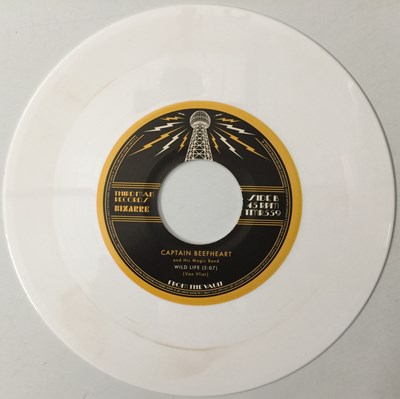 THIRD MAN
RECORDS
BIZARRE
SIDE B
45 RPM
TMR559
CAPTAIN BEEFHEART
and His Magic Band
WILD LIFE (3:07)
(Van Vliet)
FROM THE VAULT